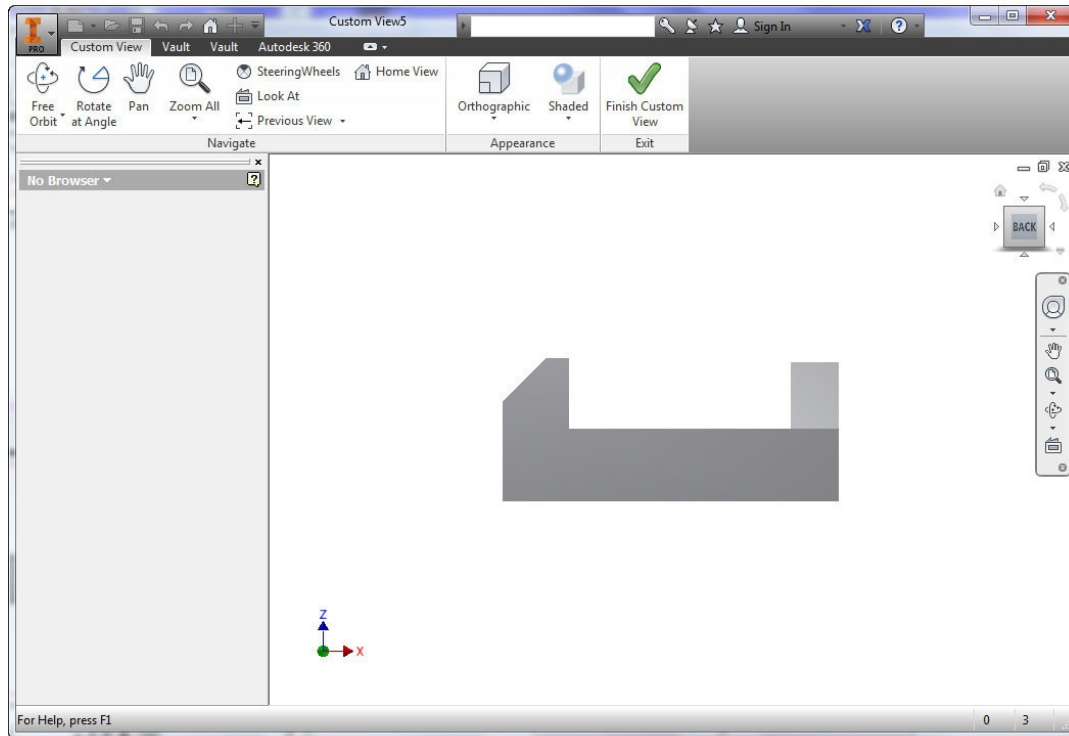 Custom View5
Sign In
PRO
Custom View Vault Vault Autodesk 360
Free Orbit
Rotate at Angle
Pan
Zoom All
SteeringWheels
Home View
Look At
Previous View
Orthographic
Shaded
Finish Custom View
Navigate
Appearance
Exit
No Browser
BACK
Z
X
For Help, press F1
0 3